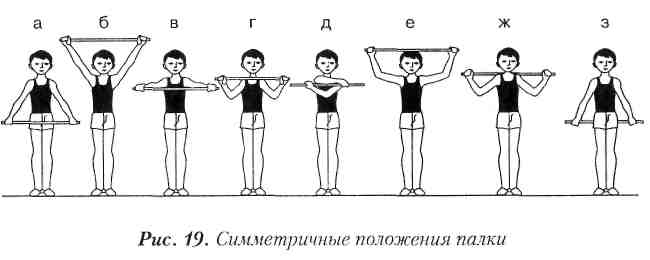 а б в г д е ж з
Рис. 19. Симметричные положения палки